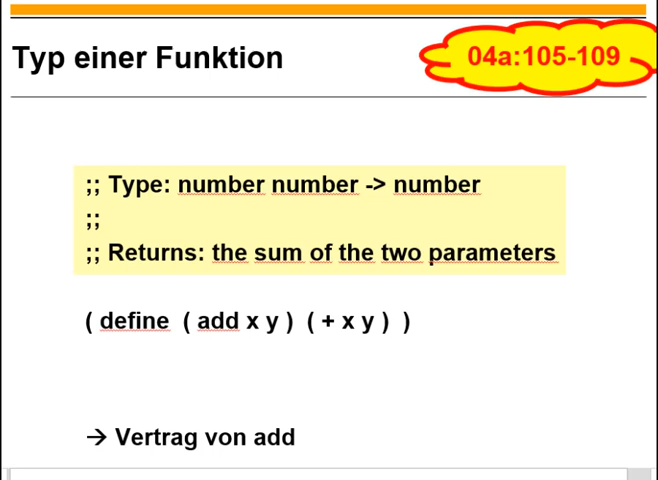 Typ einer Funktion
04a:105-109
;; Type: number number -> number
;;
;; Returns: the sum of the two parameters
( define ( add x y ) ( + x y ) )
→ Vertrag von add